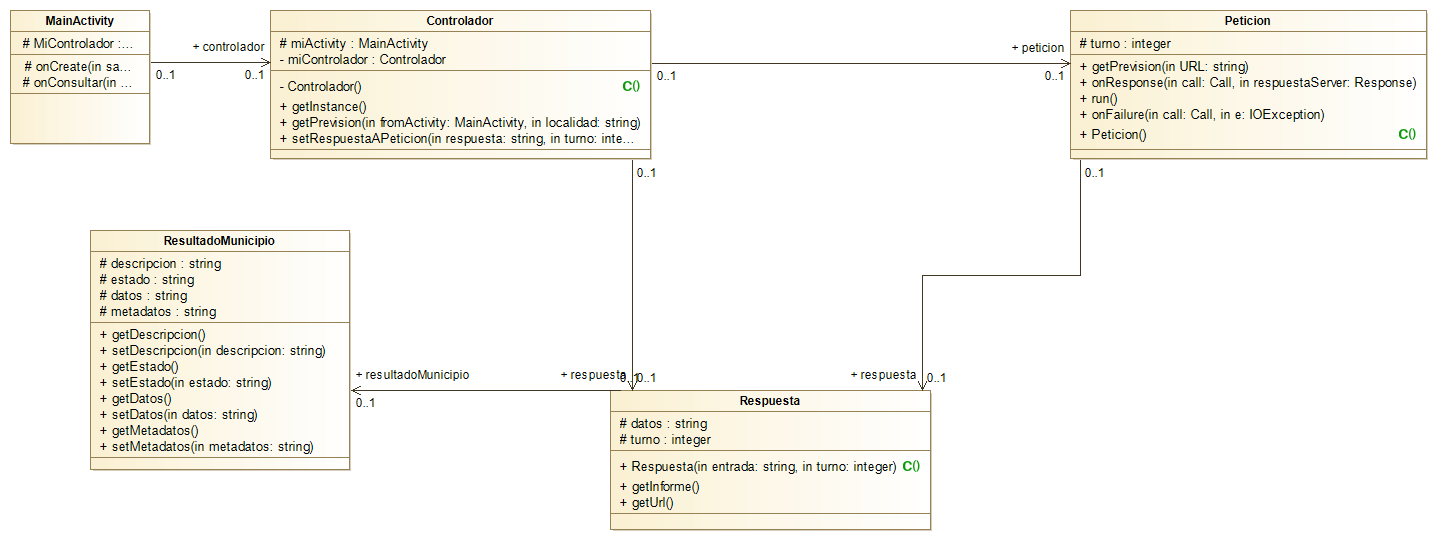 MainActivity
# MiControlador :...
# onCreate(in sa...
# onConsultar(in ...
+ controlador
0..1
0..1
Controlador
# miActivity : MainActivity
- miControlador : Controlador
- Controlador() C()
+ getInstance()
+ getPrevision(in fromActivity: MainActivity, in localidad: string)
+ setRespuestaAPeticion(in respuesta: string, in turno: inte...
0..1
+ peticion
0..1
Peticion
# turno : integer
+ getPrevision(in URL: string)
+ onResponse(in call: Call, in respuestaServer: Response)
+ run()
+ onFailure(in call: Call, in e: IOException)
+ Peticion() C()
0..1
0..1
ResultadoMunicipio
# descripcion : string
# estado : string
# datos : string
# metadatos : string
+ getDescripcion()
+ setDescripcion(in descripcion: string)
+ getEstado()
+ setEstado(in estado: string)
+ getDatos()
+ setDatos(in datos: string)
+ getMetadatos()
+ setMetadatos(in metadatos: string)
+ resultadoMunicipio
0..1
+ respuesta
0..1
0..1
+ respuesta
0..1
Respuesta
# datos : string
# turno : integer
+ Respuesta(in entrada: string, in turno: integer) C()
+ getInforme()
+ getUrl()